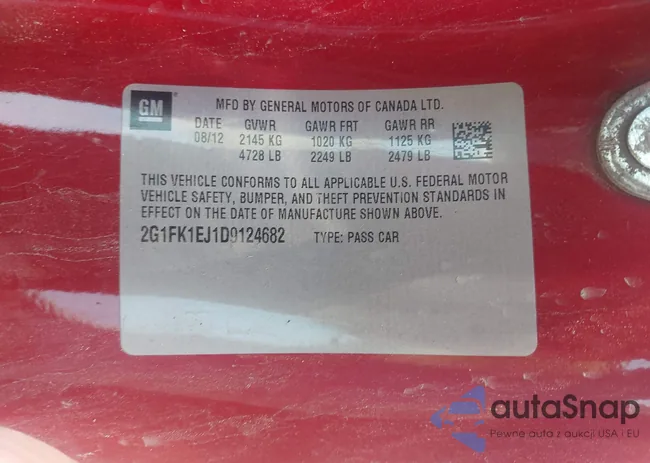 GM
MFD BY GENERAL MOTORS OF CANADA LTD.
DATE GVWR GAWR FRT GAWR RR
08/12 2145 KG 1020 KG 1125 KG
4728 LB 2249 LB 2479 LB
THIS VEHICLE CONFORMS TO ALL APPLICABLE U.S. FEDERAL MOTOR
VEHICLE SAFETY, BUMPER, AND THEFT PREVENTION STANDARDS IN
EFFECT ON THE DATE OF MANUFACTURE SHOWN ABOVE.
2G1FK1EJ1D9124682 TYPE: PASS CAR
autaSnap
Pewne auta z aukcji USA i EU